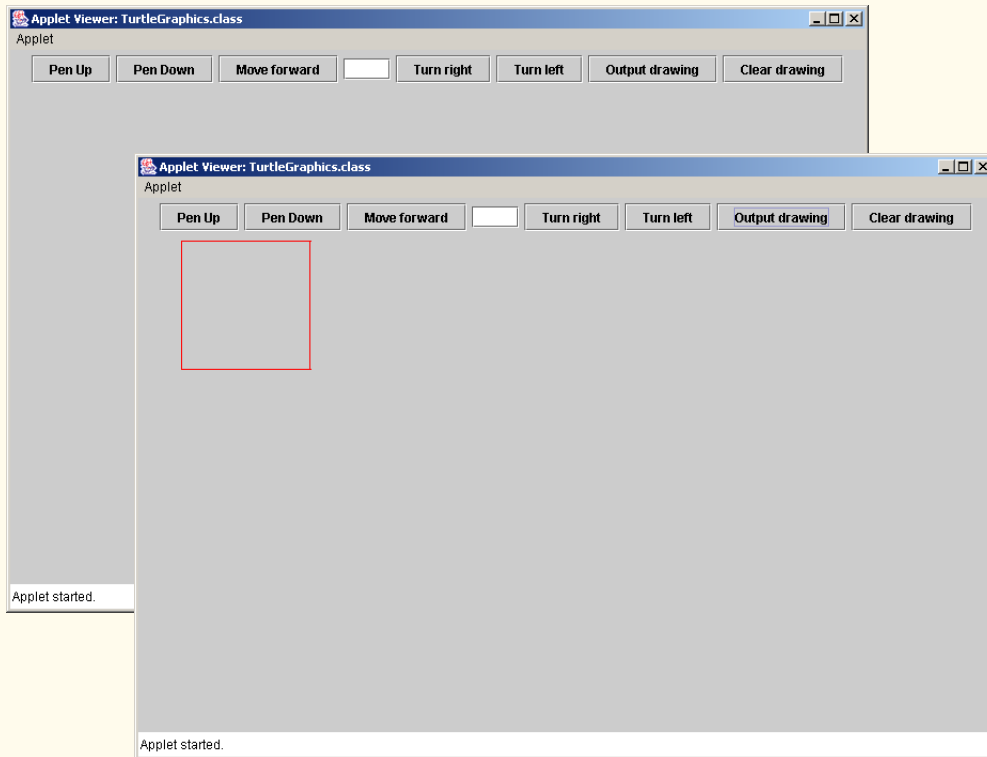 Applet Viewer: TurtleGraphics.class
Applet
Pen Up Pen Down Move forward Turn right Turn left Output drawing Clear drawing
Applet started.
Applet Viewer: TurtleGraphics.class
Applet
Pen Up Pen Down Move forward Turn right Turn left Output drawing Clear drawing
Applet started.